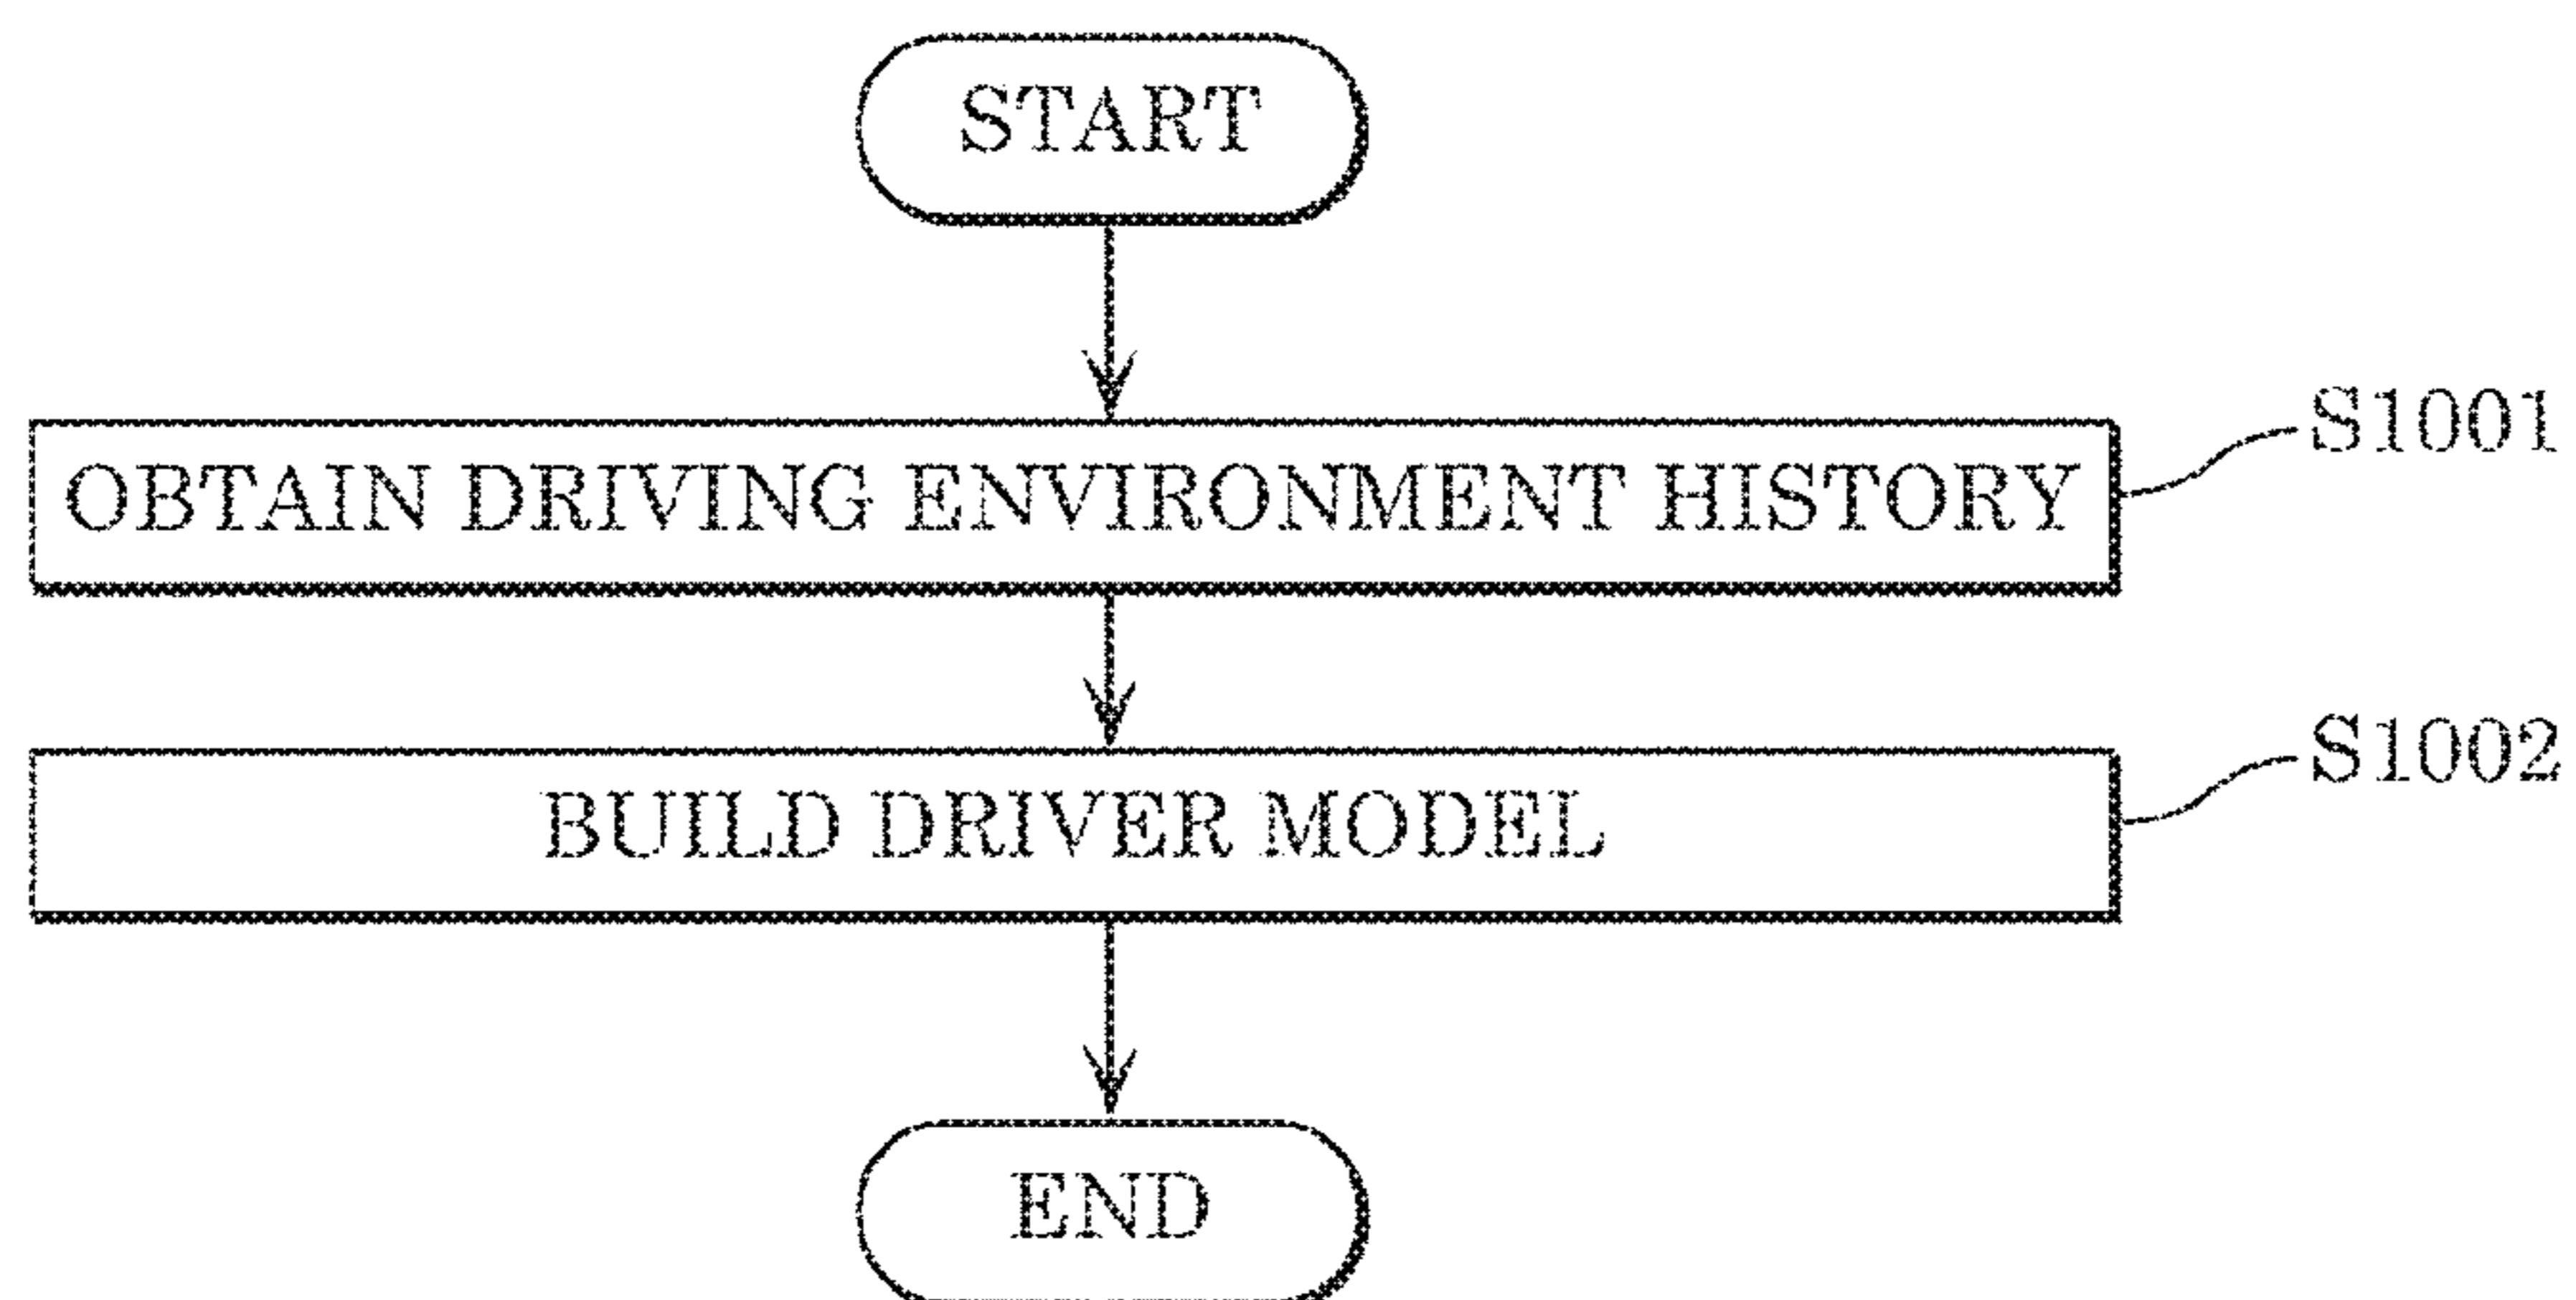 START
OBTAIN DRIVING ENVIRONMENT HISTORY
S1001
BUILD DRIVER MODEL
S1002
END